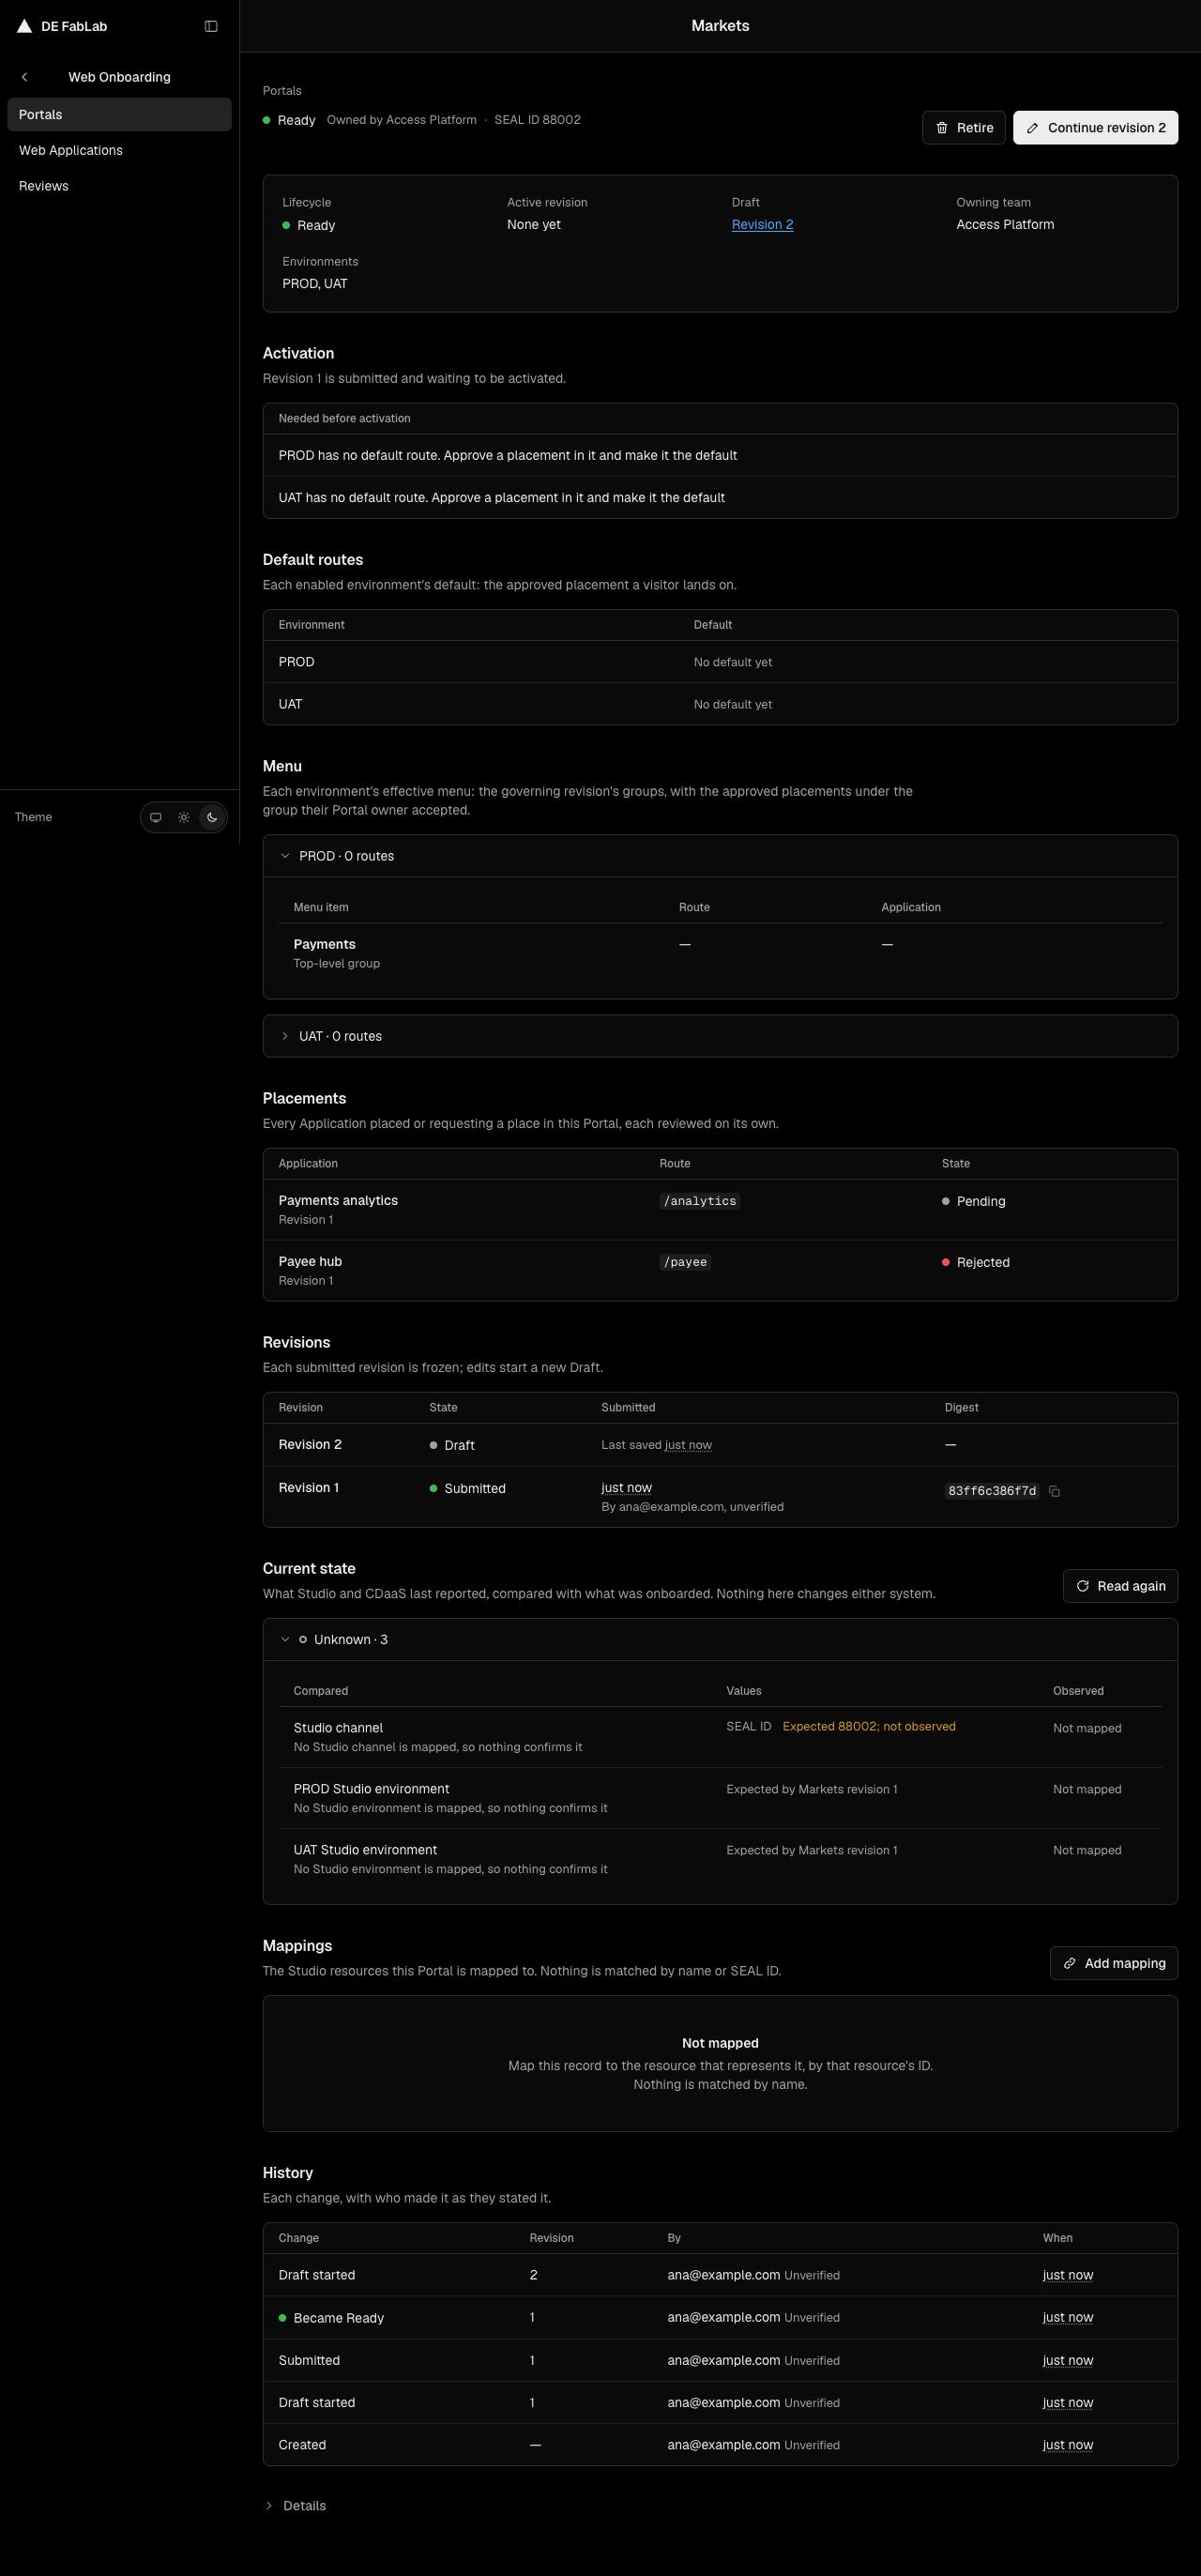 DE FabLab
Markets
Web Onboarding
Portals
Web Applications
Reviews
Theme
Portals
Ready Owned by Access Platform · SEAL ID 88002
Retire
Continue revision 2
Lifecycle Active revision Draft Owning team
Ready None yet Revision 2 Access Platform
Environments
PROD, UAT
Activation
Revision 1 is submitted and waiting to be activated.
Needed before activation
PROD has no default route. Approve a placement in it and make it the default
UAT has no default route. Approve a placement in it and make it the default
Default routes
Each enabled environment's default: the approved placement a visitor lands on.
Environment Default
PROD No default yet
UAT No default yet
Menu
Each environment's effective menu: the governing revision's groups, with the approved placements under the
group their Portal owner accepted.
PROD · 0 routes
Menu item Route Application
Payments — —
Top-level group
UAT · 0 routes
Placements
Every Application placed or requesting a place in this Portal, each reviewed on its own.
Application Route State
Payments analytics /analytics Pending
Revision 1
Payee hub /payee Rejected
Revision 1
Revisions
Each submitted revision is frozen; edits start a new Draft.
Revision State Submitted Digest
Revision 2 Draft Last saved just now —
Revision 1 Submitted just now 83ff6c386f7d
By ana@example.com, unverified
Current state
What Studio and CDaaS last reported, compared with what was onboarded. Nothing here changes either system.
Read again
Unknown · 3
Compared Values Observed
Studio channel SEAL ID Expected 88002; not observed Not mapped
No Studio channel is mapped, so nothing confirms it
PROD Studio environment Expected by Markets revision 1 Not mapped
No Studio environment is mapped, so nothing confirms it
UAT Studio environment Expected by Markets revision 1 Not mapped
No Studio environment is mapped, so nothing confirms it
Mappings
The Studio resources this Portal is mapped to. Nothing is matched by name or SEAL ID.
Add mapping
Not mapped
Map this record to the resource that represents it, by that resource's ID.
Nothing is matched by name.
History
Each change, with who made it as they stated it.
Change Revision By When
Draft started 2 ana@example.com Unverified just now
Became Ready 1 ana@example.com Unverified just now
Submitted 1 ana@example.com Unverified just now
Draft started 1 ana@example.com Unverified just now
Created — ana@example.com Unverified just now
Details